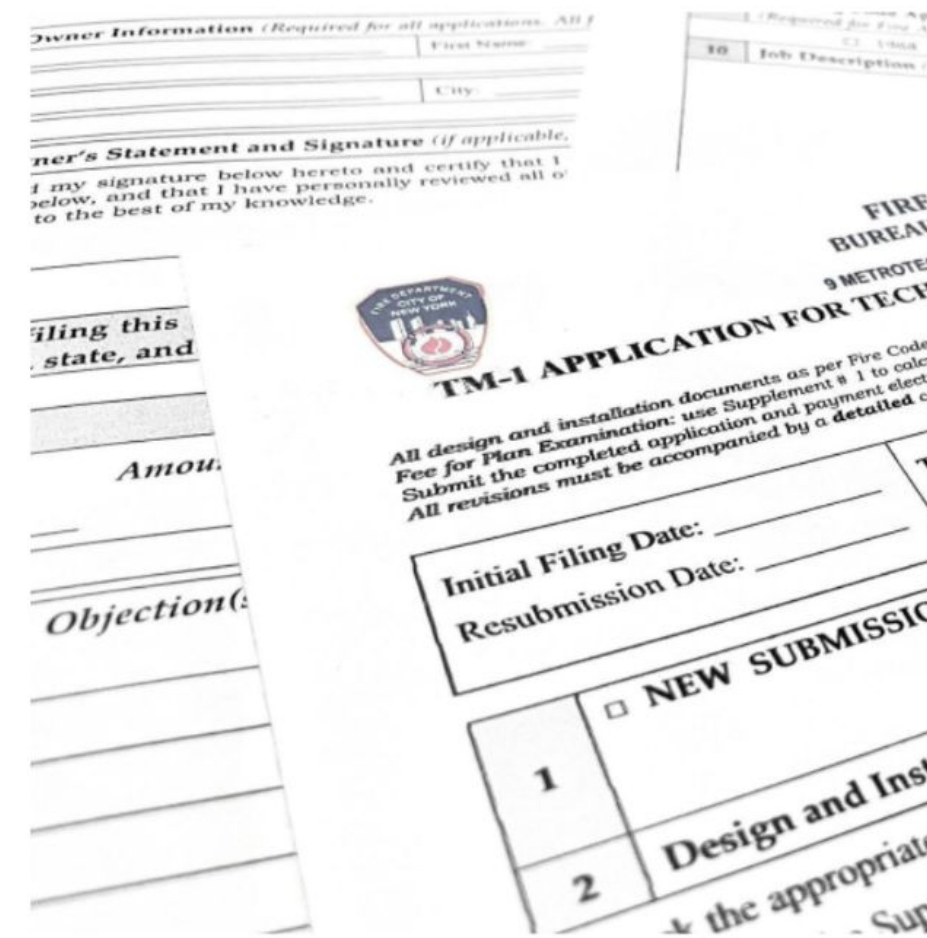 Owner Information (Required for all applications. All
First Name:
City:
ner's Statement and Signature (if applicable,
d my signature below hereto and certify that I
below, and that I have personally reviewed all o
to the best of my knowledge.
(Required for Fire A
☐ 1968
10 Job Description
iling this
state, and
Amou
Objection(s
FIRE DEPARTMENT
CITY OF
NEW YORK
FIRE
BUREAU
9 METROTE
TM-1 APPLICATION FOR TECH
All design and installation documents as per Fire Code
Fee for Plan Examination: use Supplement # 1 to calc
Submit the completed application and payment elect
All revisions must be accompanied by a detailed c
Initial Filing Date:
Resubmission Date:
1 ☐ NEW SUBMISSIO
2 Design and Inst
k the appropriate
Sup